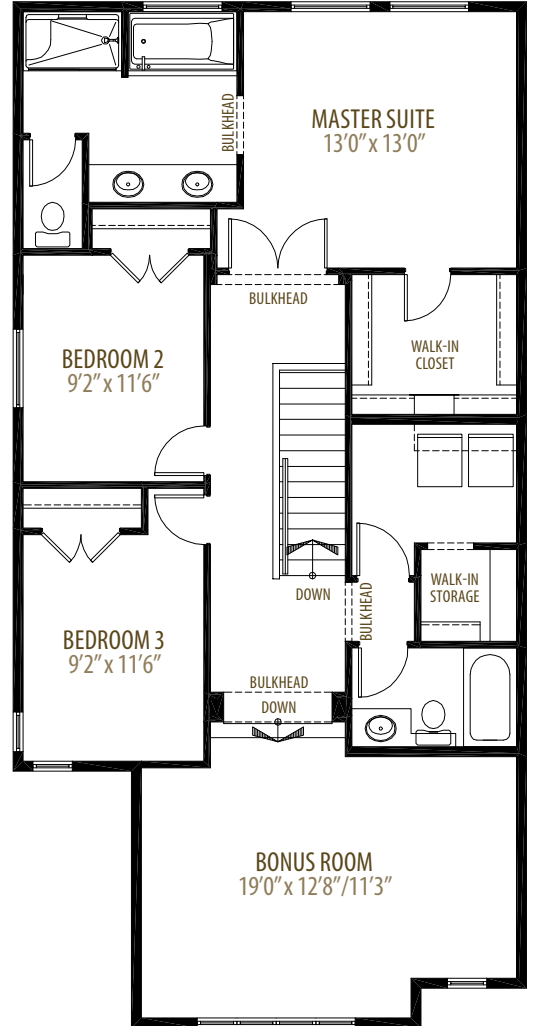 BULKHEAD
MASTER SUITE
13'0" x 13'0"
BULKHEAD
WALK-IN
CLOSET
BEDROOM 2
9'2" x 11'6"
DOWN
WALK-IN
STORAGE
BULKHEAD
BEDROOM 3
9'2" x 11'6"
BULKHEAD
DOWN
BONUS ROOM
19'0" x 12'8"/11'3"